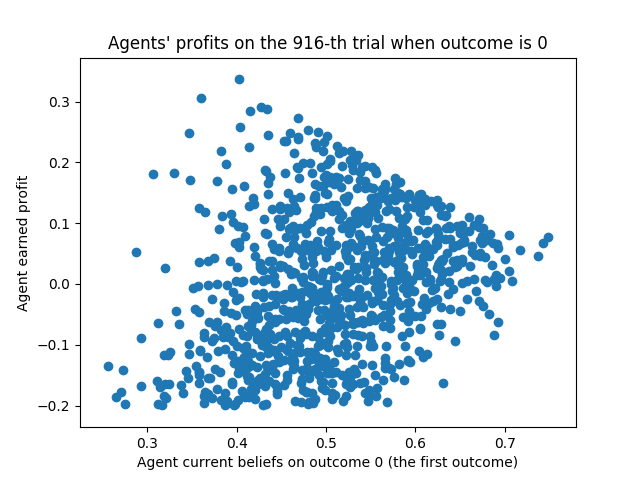 Agents' profits on the 916-th trial when outcome is 0
0.3
0.2
0.1
0.0
−0.1
−0.2
Agent earned profit
0.3 0.4 0.5 0.6 0.7
Agent current beliefs on outcome 0 (the first outcome)